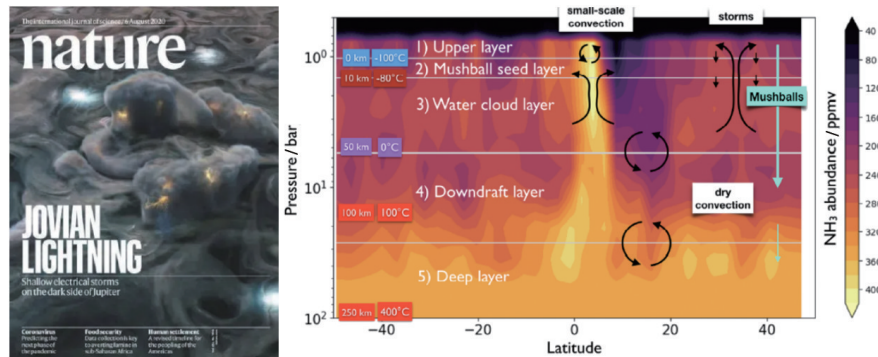 The international journal of science / 6 August 2020
nature
JOVIAN
LIGHTNING
Shallow electrical storms
on the dark side of Jupiter
Coronavirus
Predicting the
next phase of
the pandemic
Food security
Data collection is key
to averting famine in
sub-Saharan Africa
Human settlement
A revised timeline for
the peopling of the
Americas
small-scale
convection
storms
1) Upper layer
0 km -100°C
2) Mushball seed layer
10 km -80°C
3) Water cloud layer
Mushballs
50 km 0°C
4) Downdraft layer
dry
convection
100 km 100°C
5) Deep layer
250 km 400°C
Pressure/bar
10⁰
10¹
10²
−40
−20
0
20
40
Latitude
40
80
120
160
200
240
280
320
360
400
NH₃ abundance/ppmv